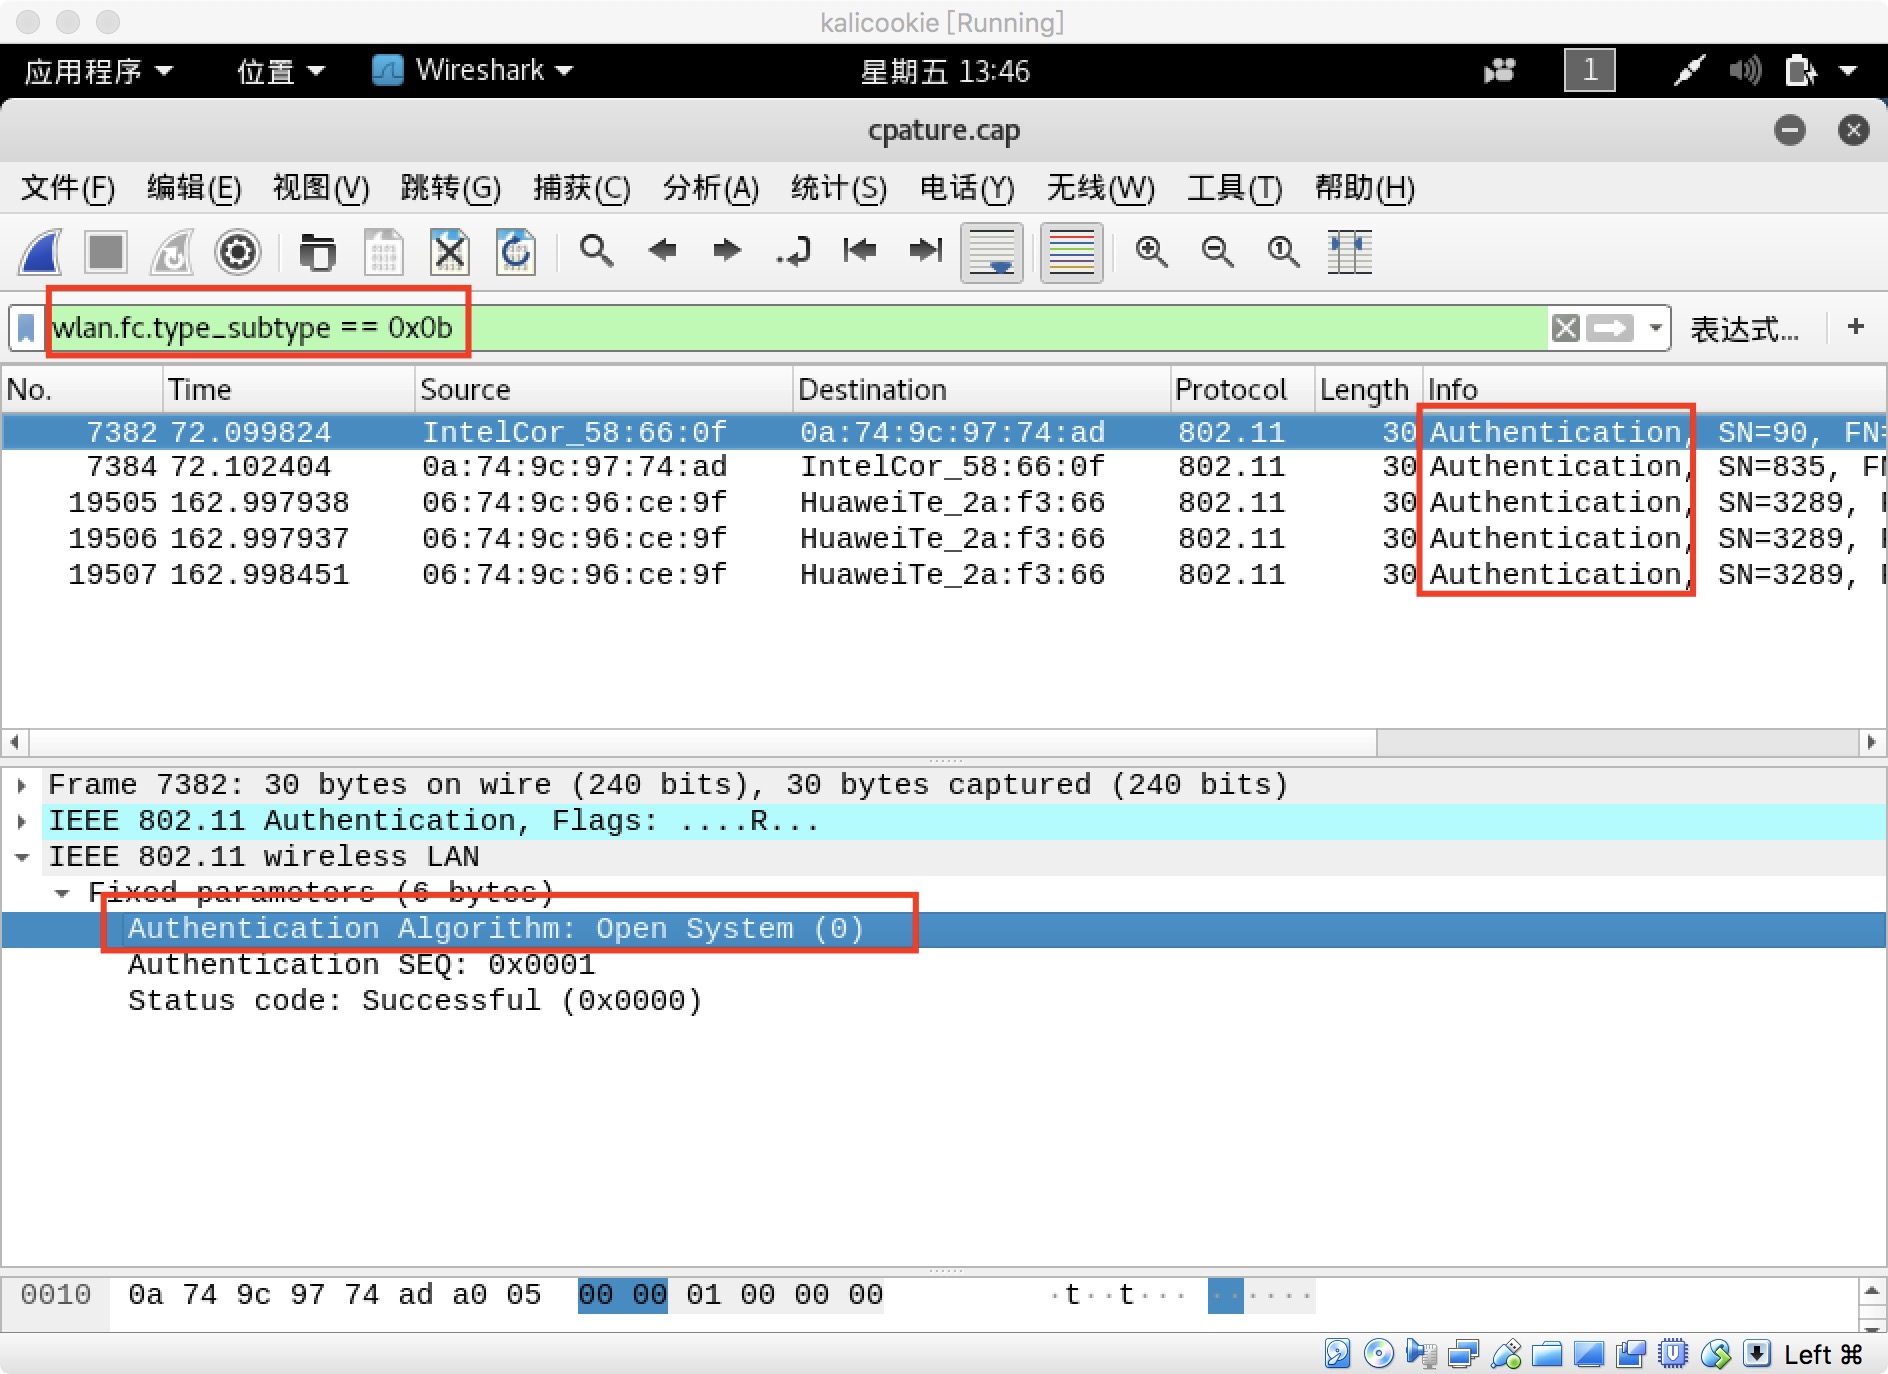 kalicookie [Running]
应用程序 位置 Wireshark 星期五 13:46 1
cpature.cap
文件(F) 编辑(E) 视图(V) 跳转(G) 捕获(C) 分析(A) 统计(S) 电话(Y) 无线(W) 工具(T) 帮助(H)
wlan.fc.type_subtype == 0x0b 表达式... +
No. Time Source Destination Protocol Length Info
7382 72.099824 IntelCor_58:66:0f 0a:74:9c:97:74:ad 802.11 30 Authentication, SN=90, FN=
7384 72.102404 0a:74:9c:97:74:ad IntelCor_58:66:0f 802.11 30 Authentication, SN=835, FN
19505 162.997938 06:74:9c:96:ce:9f HuaweiTe_2a:f3:66 802.11 30 Authentication, SN=3289,
19506 162.997937 06:74:9c:96:ce:9f HuaweiTe_2a:f3:66 802.11 30 Authentication, SN=3289,
19507 162.998451 06:74:9c:96:ce:9f HuaweiTe_2a:f3:66 802.11 30 Authentication, SN=3289,
Frame 7382: 30 bytes on wire (240 bits), 30 bytes captured (240 bits)
IEEE 802.11 Authentication, Flags: ....R...
IEEE 802.11 wireless LAN
Fixed parameters (6 bytes)
Authentication Algorithm: Open System (0)
Authentication SEQ: 0x0001
Status code: Successful (0x0000)
0010 0a 74 9c 97 74 ad a0 05 00 00 01 00 00 00 ·t··t··· ······
Left ⌘